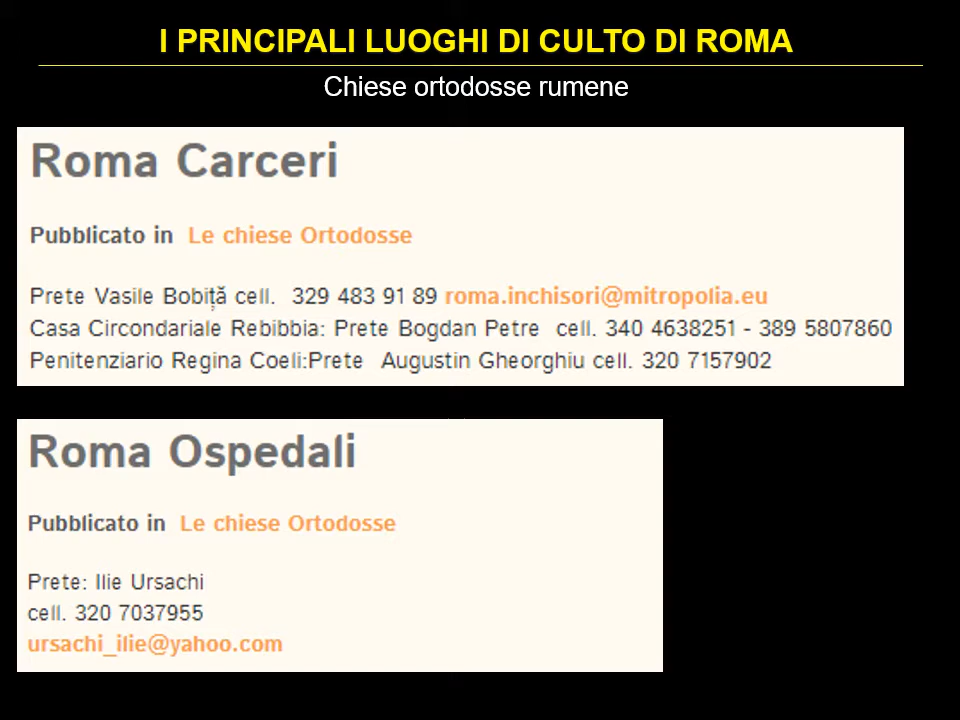 I PRINCIPALI LUOGHI DI CULTO DI ROMA
Chiese ortodosse rumene
Roma Carceri
Pubblicato in Le chiese Ortodosse
Prete Vasile Bobiță cell. 329 483 91 89 roma.inchisori@mitropolia.eu
Casa Circondariale Rebibbia: Prete Bogdan Petre cell. 340 4638251 - 389 5807860
Penitenziario Regina Coeli:Prete Augustin Gheorghiu cell. 320 7157902
Roma Ospedali
Pubblicato in Le chiese Ortodosse
Prete: Ilie Ursachi
cell. 320 7037955
ursachi_ilie@yahoo.com